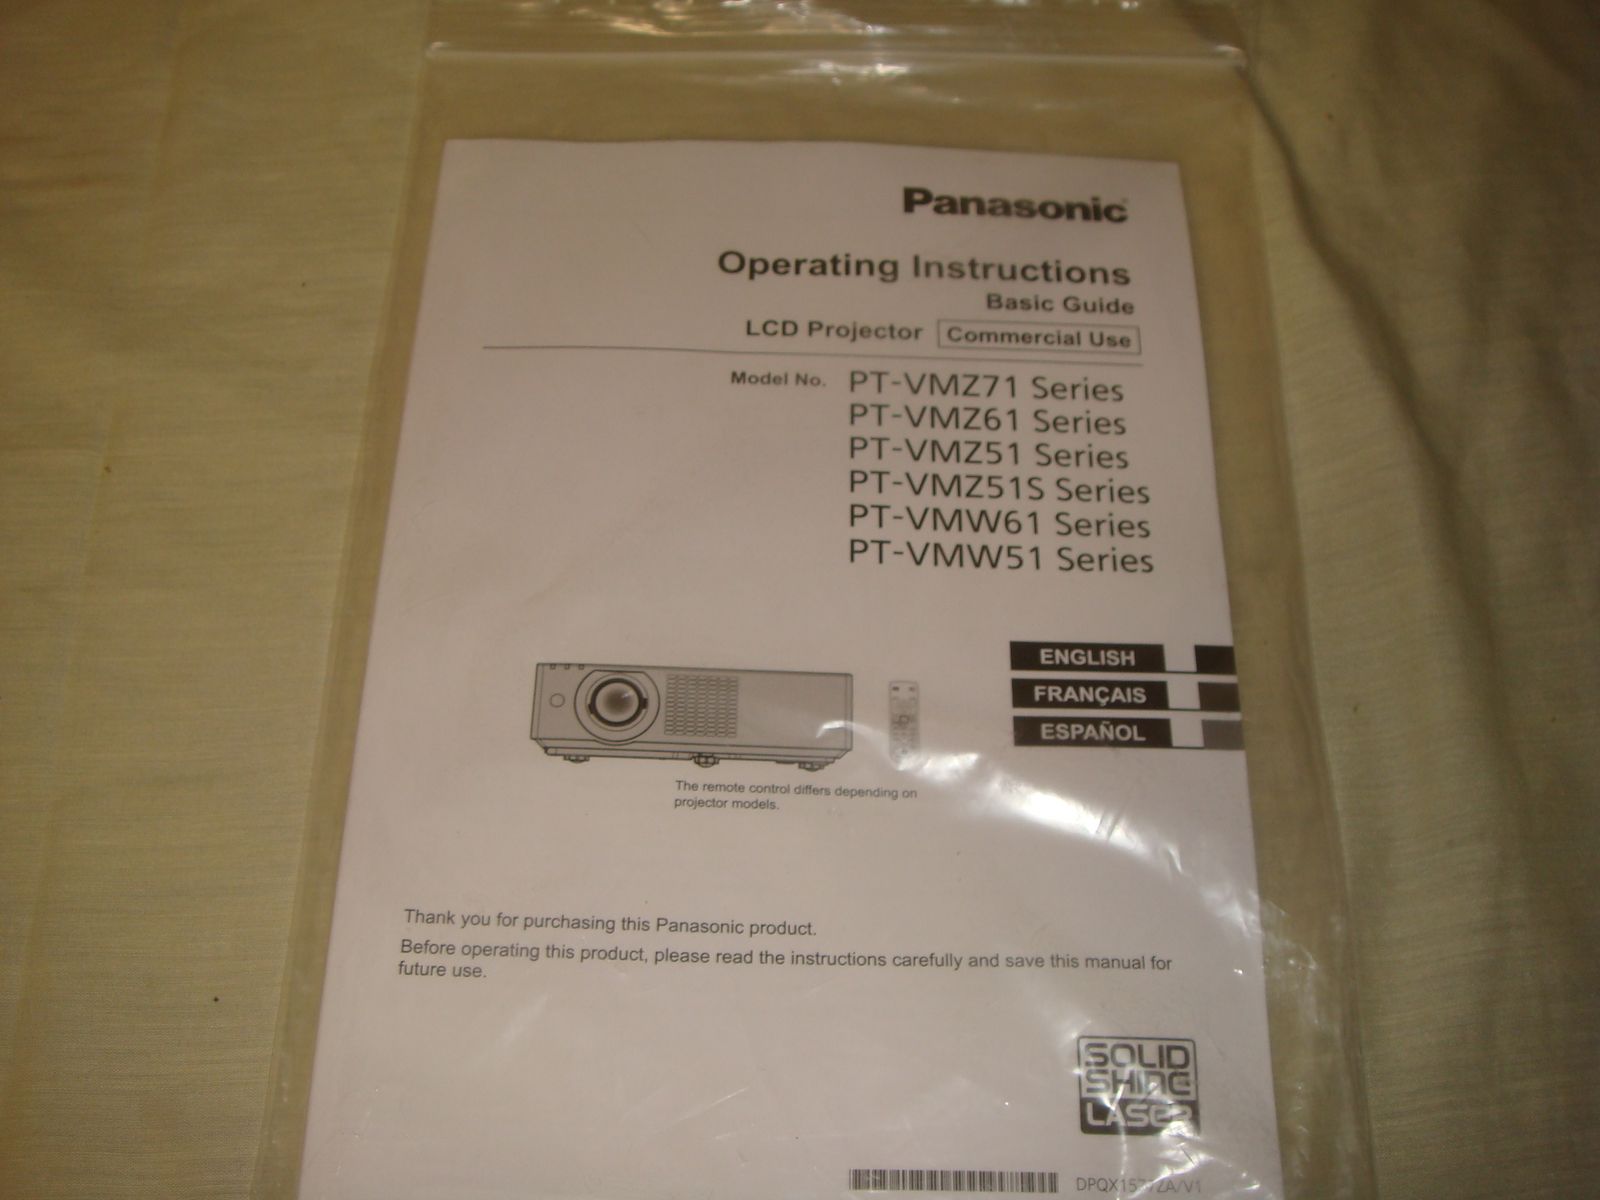 Panasonic
Operating Instructions
Basic Guide
LCD Projector Commercial Use
Model No. PT-VMZ71 Series
PT-VMZ61 Series
PT-VMZ51 Series
PT-VMZ51S Series
PT-VMW61 Series
PT-VMW51 Series
ENGLISH
FRANÇAIS
ESPAÑOL
The remote control differs depending on
projector models.
Thank you for purchasing this Panasonic product.
Before operating this product, please read the instructions carefully and save this manual for
future use.
SOLID
SHINE
LASER